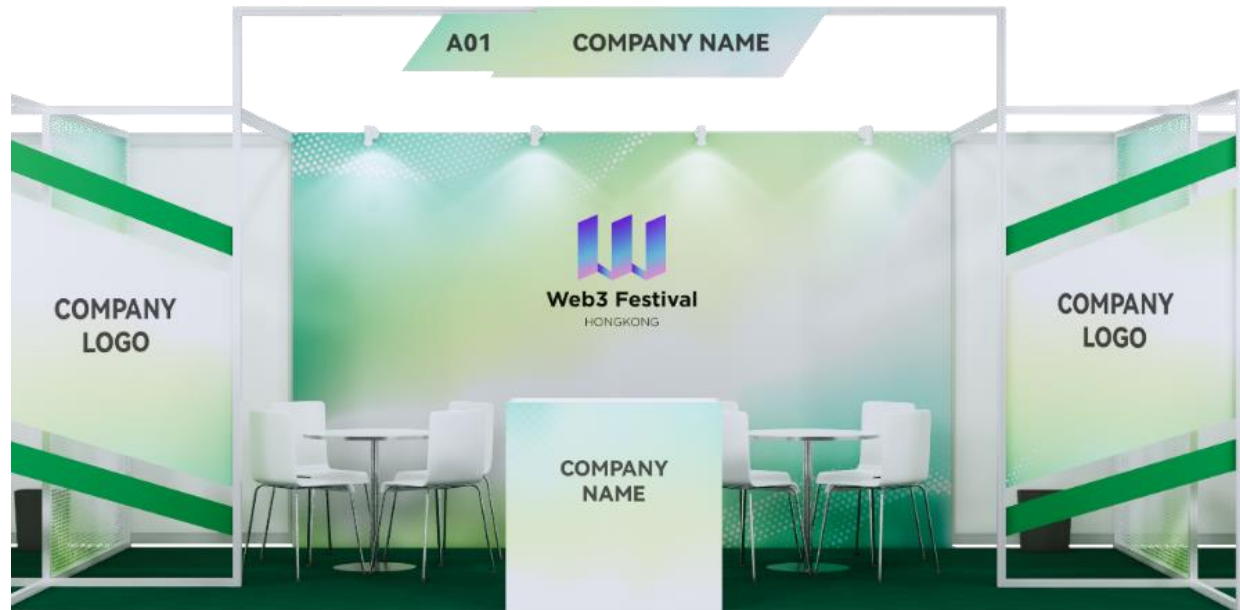 A01 COMPANY NAME
Web3 Festival
HONGKONG
COMPANY
LOGO
COMPANY
LOGO
COMPANY
NAME